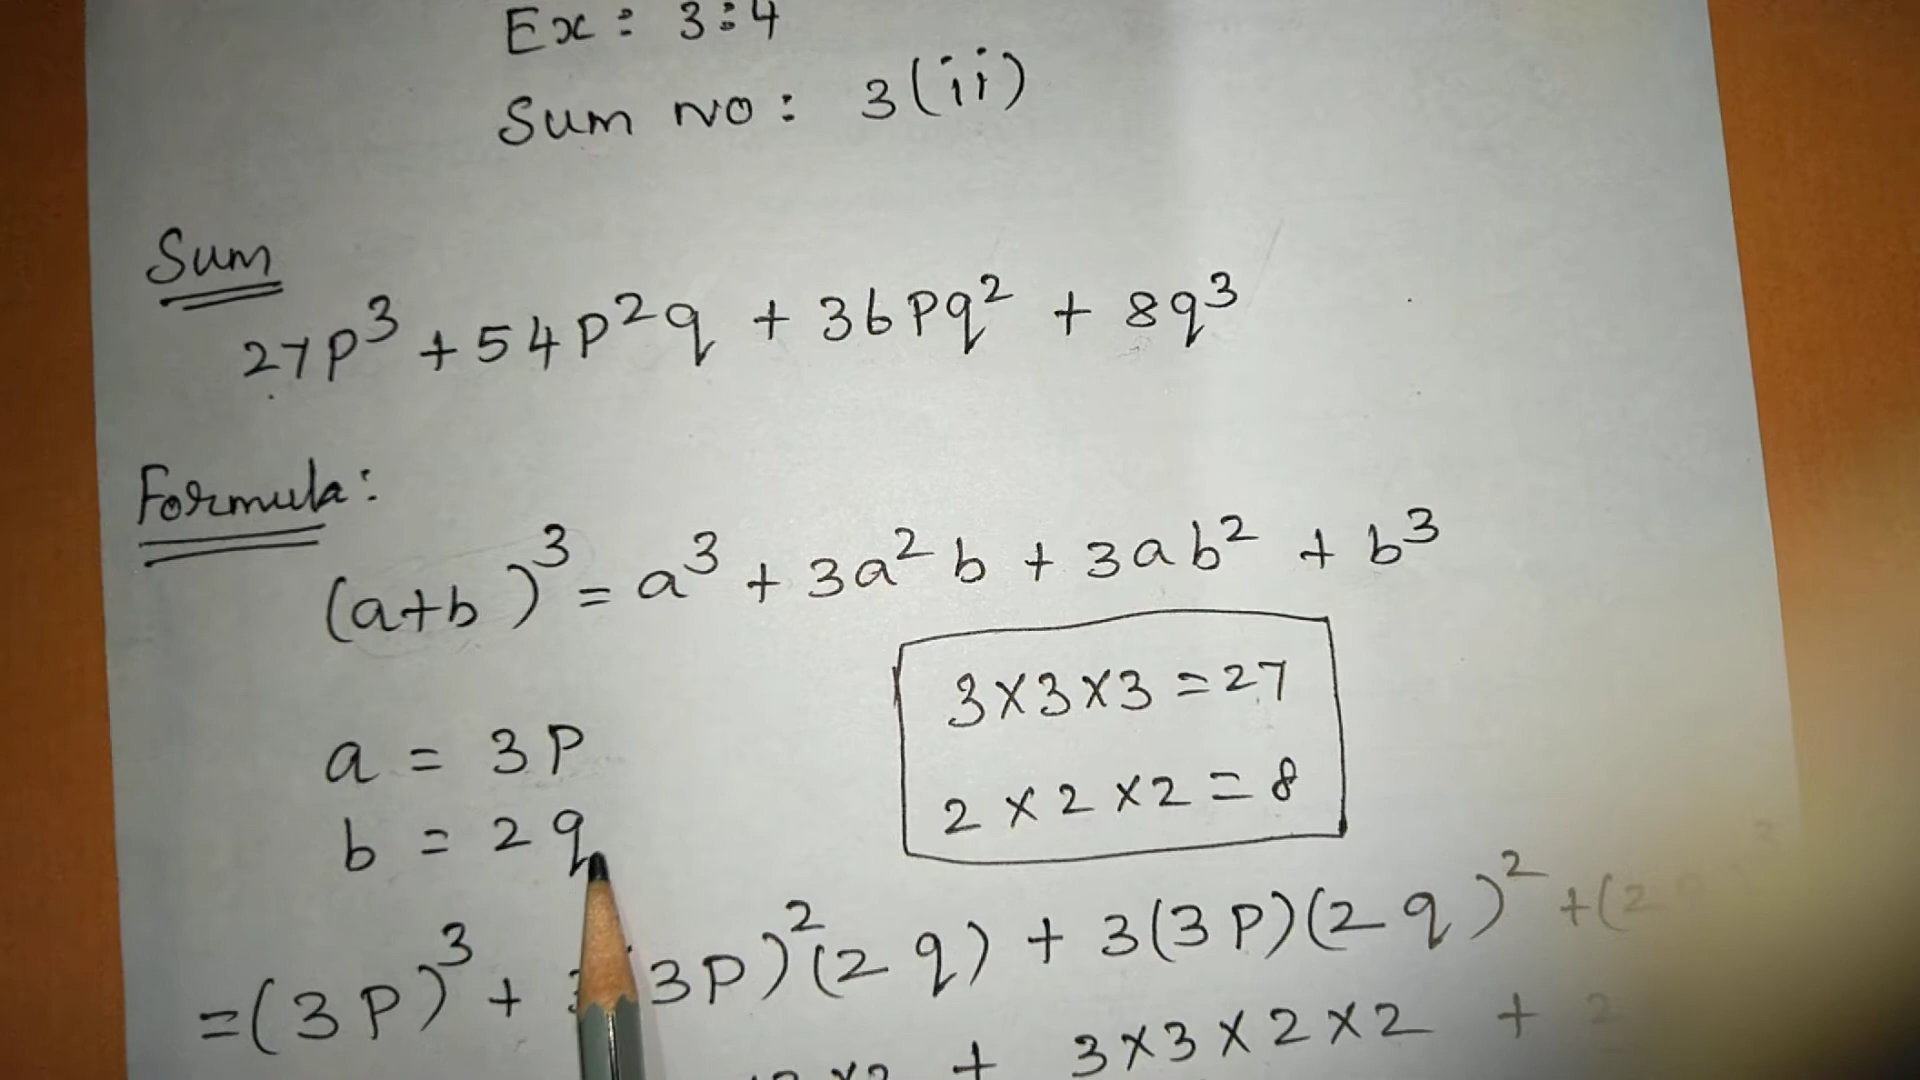 Ex: 3:4
Sum No: 3(ii)
Sum
27p³ + 54p²q + 36pq² + 8q³
Formula:
(a+b)³ = a³ + 3a²b + 3ab² + b³
3×3×3 = 27
2×2×2 = 8
a = 3p
b = 2q
= (3p)³ + 3p)²(2q) + 3(3p)(2q)² + (2
+ 3×3×2×2 +